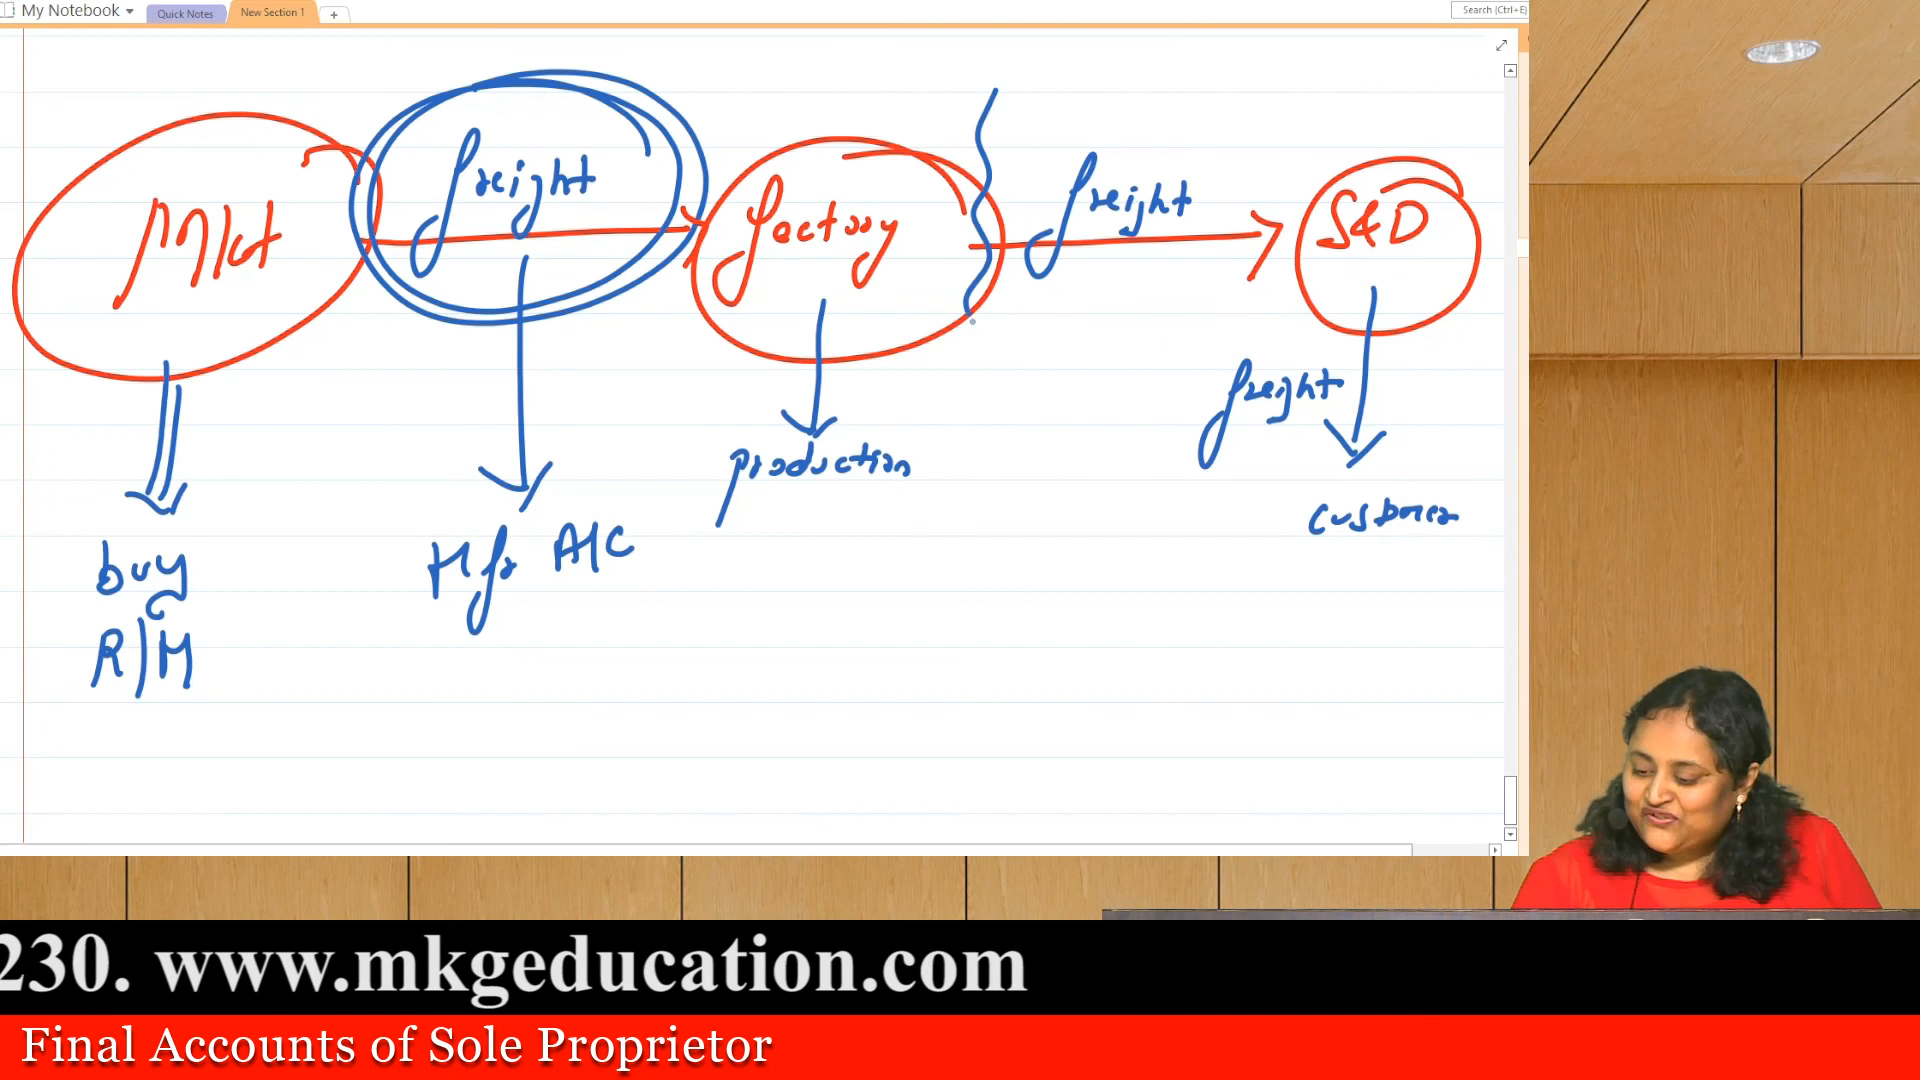 My Notebook
Quick Notes
New Section 1
Search (Ctrl+E)
Mkt
freight
factory
freight
S&D
freight
production
customer
buy
R/M
Mfr A/C
230. www.mkgeducation.com
Final Accounts of Sole Proprietor